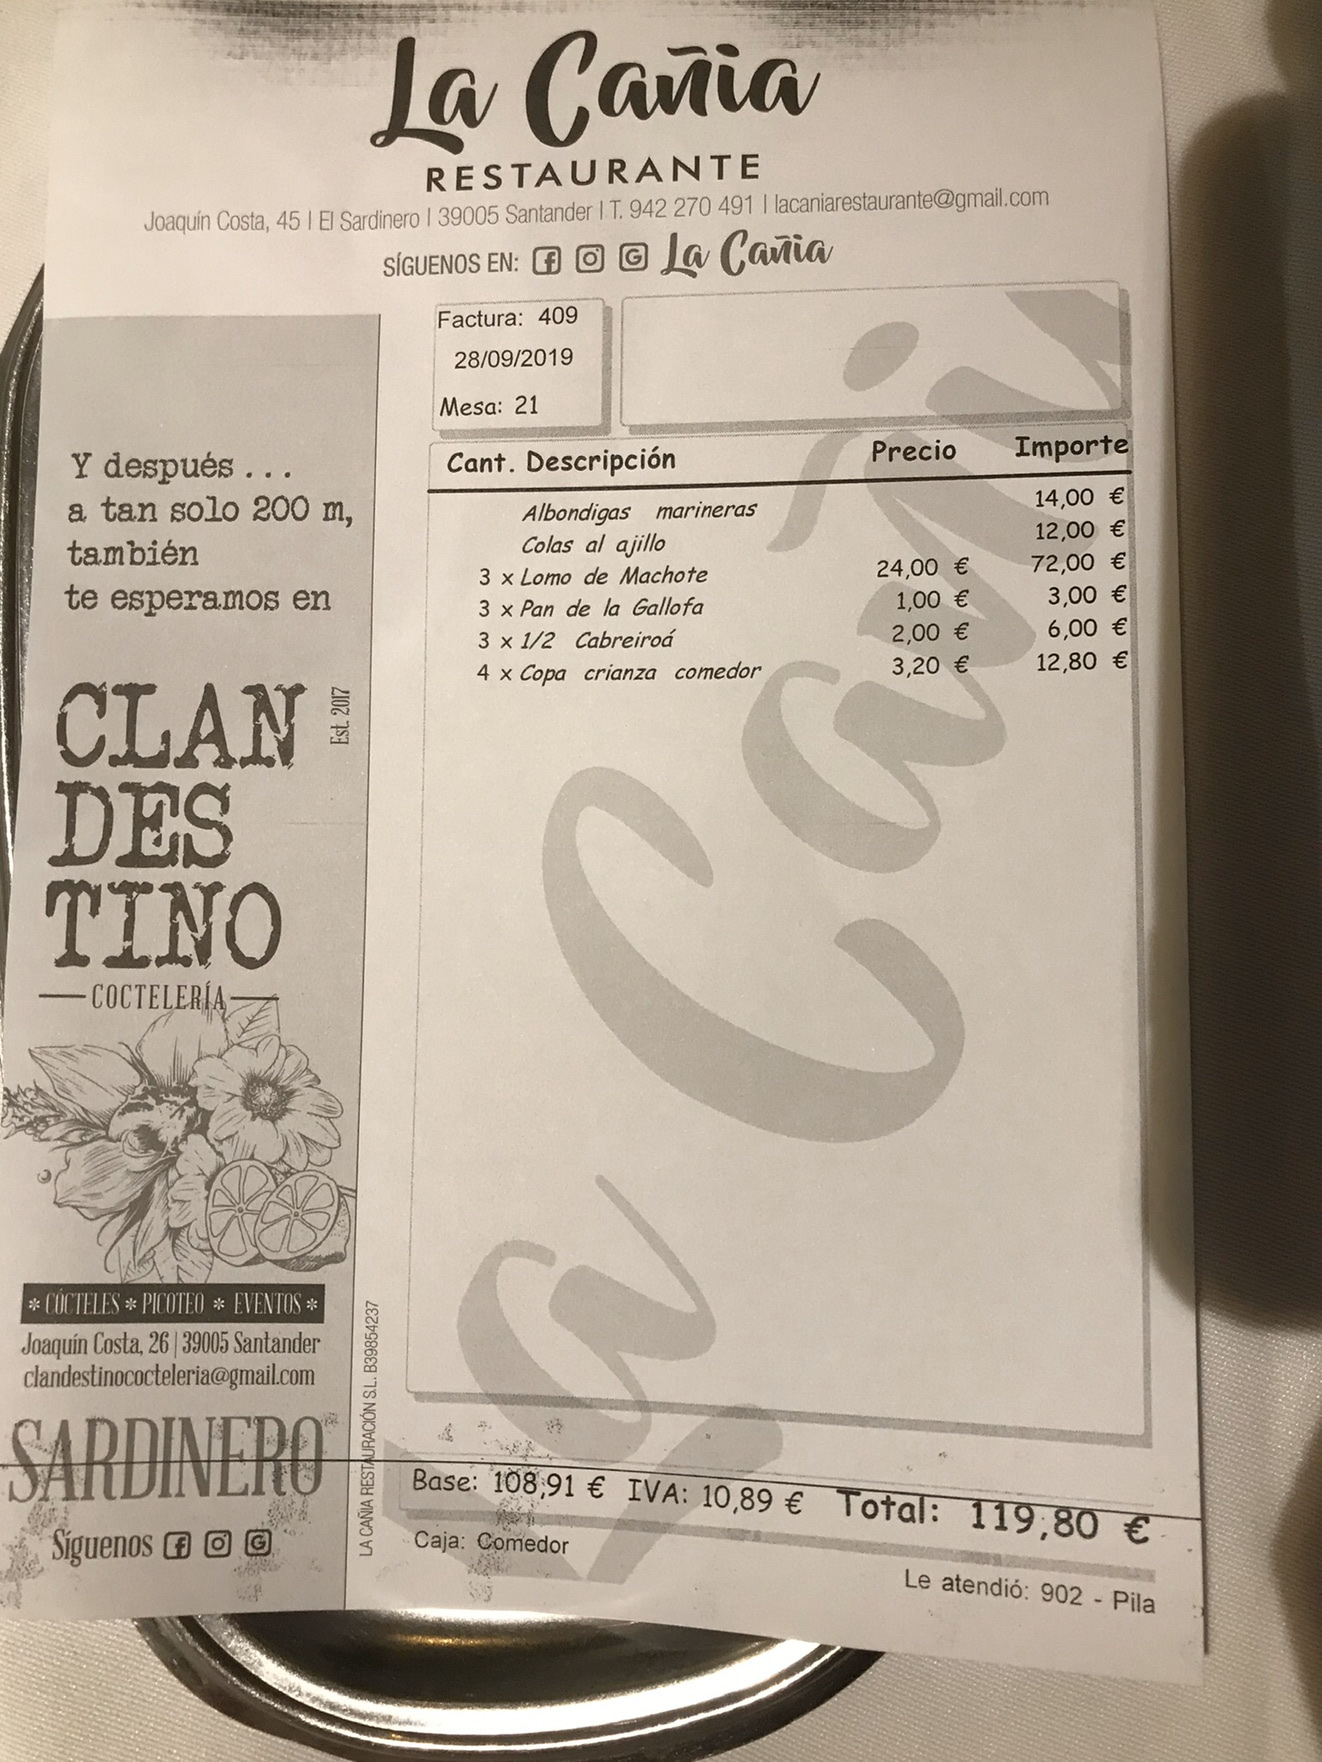 La Cañia
RESTAURANTE
Joaquín Costa, 45 | El Sardinero | 39005 Santander | T. 942 270 491 | lacaniarestaurante@gmail.com
SÍGUENOS EN: La Cañia
Factura: 409
28/09/2019
Mesa: 21
Cant. Descripción Precio Importe
Albondigas marineras 14,00 €
Colas al ajillo 12,00 €
3 x Lomo de Machote 24,00 € 72,00 €
3 x Pan de la Gallofa 1,00 € 3,00 €
3 x 1/2 Cabreiroá 2,00 € 6,00 €
4 x Copa crianza comedor 3,20 € 12,80 €
La Cañi
Base: 108,91 € IVA: 10,89 € Total: 119,80 €
Caja: Comedor
Le atendió: 902 - Pila
LA CAÑIA RESTAURACIÓN S.L. B39854237
Y después . . .
a tan solo 200 m,
también
te esperamos en
CLAN
DES
TINO
Est. 2017
COCTELERÍA
* CÓCTELES * PICOTEO * EVENTOS *
Joaquín Costa, 26 | 39005 Santander
clandestinococteleria@gmail.com
SARDINERO
Síguenos